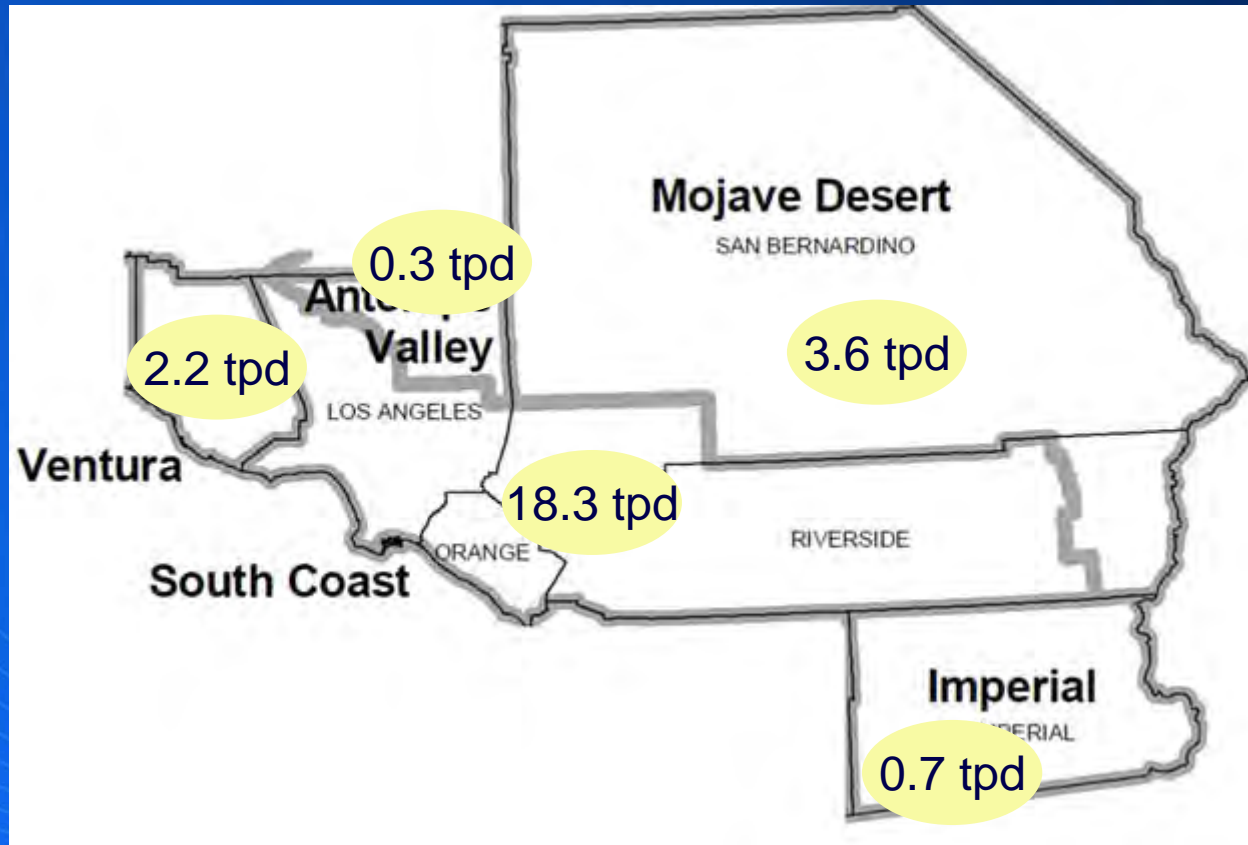 Mojave Desert
SAN BERNARDINO
0.3 tpd
Valley
3.6 tpd
2.2 tpd
LOS ANGELES
Ventura
18.3 tpd
RIVERSIDE
ORANGE
South Coast
Imperial
0.7 tpd